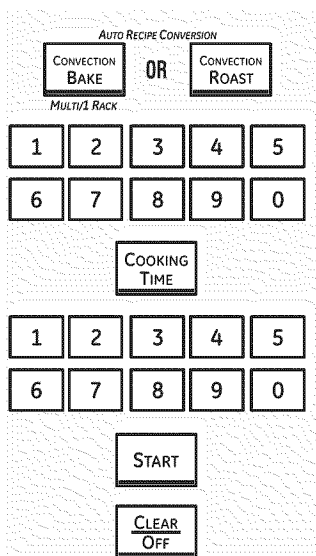 AUTO RECIPE CONVERSION
CONVECTION
BAKE
OR
CONVECTION
ROAST
MULTI/1 RACK
1 2 3 4 5
6 7 8 9 0
COOKING
TIME
1 2 3 4 5
6 7 8 9 0
START
CLEAR
OFF